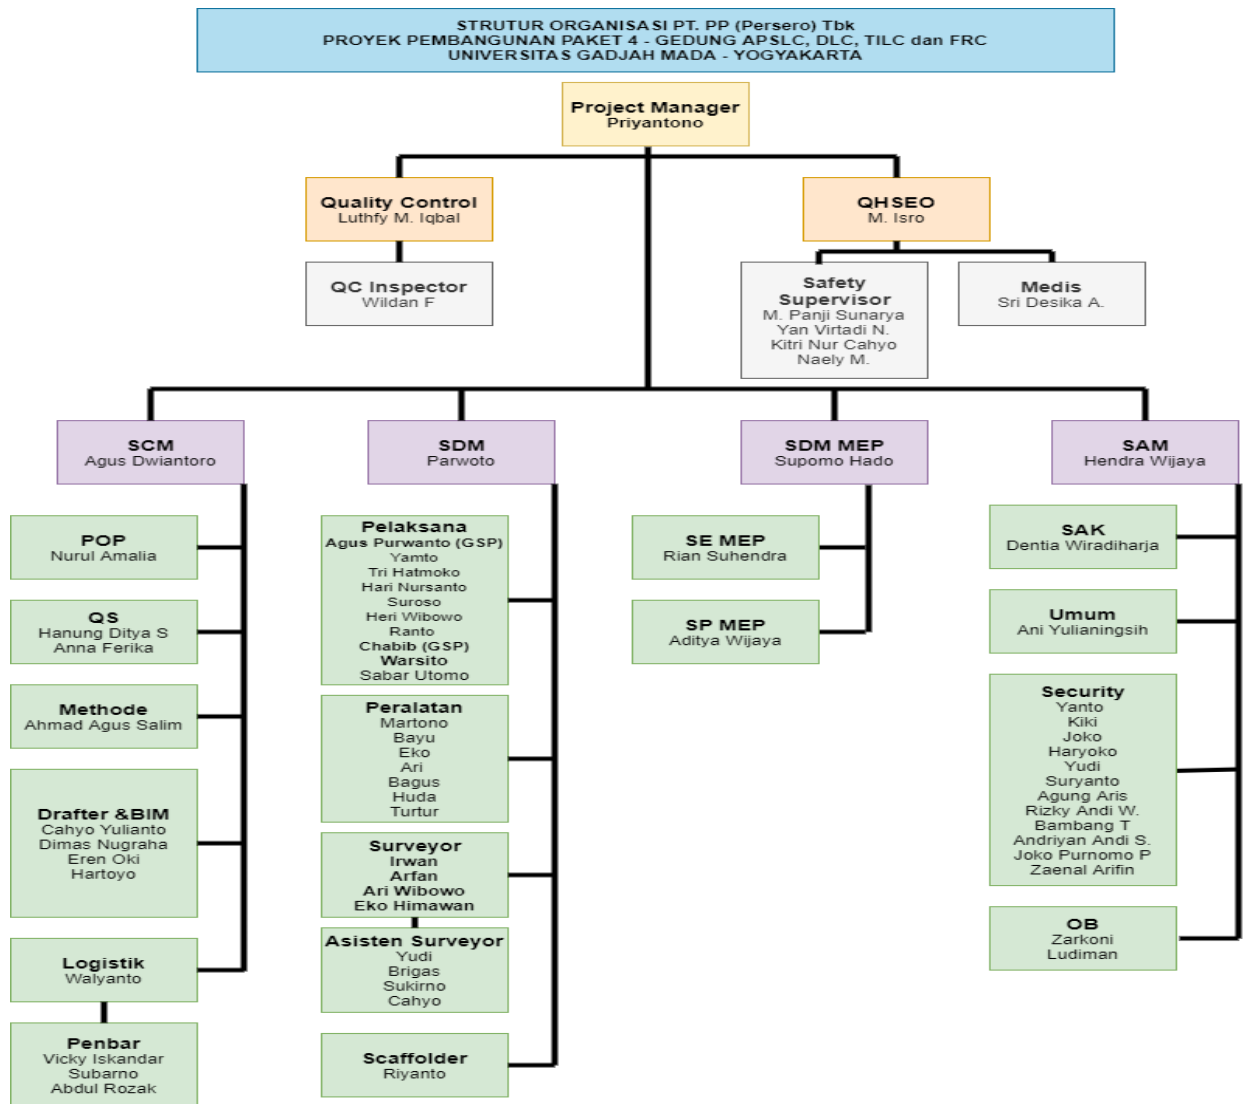 STRUTUR ORGANISASI PT. PP (Persero) Tbk
PROYEK PEMBANGUNAN PAKET 4 - GEDUNG APSLC, DLC, TILC dan FRC
UNIVERSITAS GADJAH MADA - YOGYAKARTA
Project Manager
Priyantono
Quality Control
Luthfy M. Iqbal
QHSEO
M. Isro
QC Inspector
Wildan F
Safety
Supervisor
M. Panji Sunarya
Yan Virtadi N.
Kitri Nur Cahyo
Naely M.
Medis
Sri Desika A.
SCM
Agus Dwiantoro
SDM
Parwoto
SDM MEP
Supomo Hado
SAM
Hendra Wijaya
POP
Nurul Amalia
QS
Hanung Ditya S
Anna Ferika
Methode
Ahmad Agus Salim
Drafter &BIM
Cahyo Yulianto
Dimas Nugraha
Eren Oki
Hartoyo
Logistik
Walyanto
Penbar
Vicky Iskandar
Subarno
Abdul Rozak
Pelaksana
Agus Purwanto (GSP)
Yamto
Tri Hatmoko
Hari Nursanto
Suroso
Heri Wibowo
Ranto
Chabib (GSP)
Warsito
Sabar Utomo
Peralatan
Martono
Bayu
Eko
Ari
Bagus
Huda
Turtur
Surveyor
Irwan
Arfan
Ari Wibowo
Eko Himawan
Asisten Surveyor
Yudi
Brigas
Sukirno
Cahyo
Scaffolder
Riyanto
SE MEP
Rian Suhendra
SP MEP
Aditya Wijaya
SAK
Dentia Wiradiharja
Umum
Ani Yulianingsih
Security
Yanto
Kiki
Joko
Haryoko
Yudi
Suryanto
Agung Aris
Rizky Andi W.
Bambang T
Andriyan Andi S.
Joko Purnomo P
Zaenal Arifin
OB
Zarkoni
Ludiman